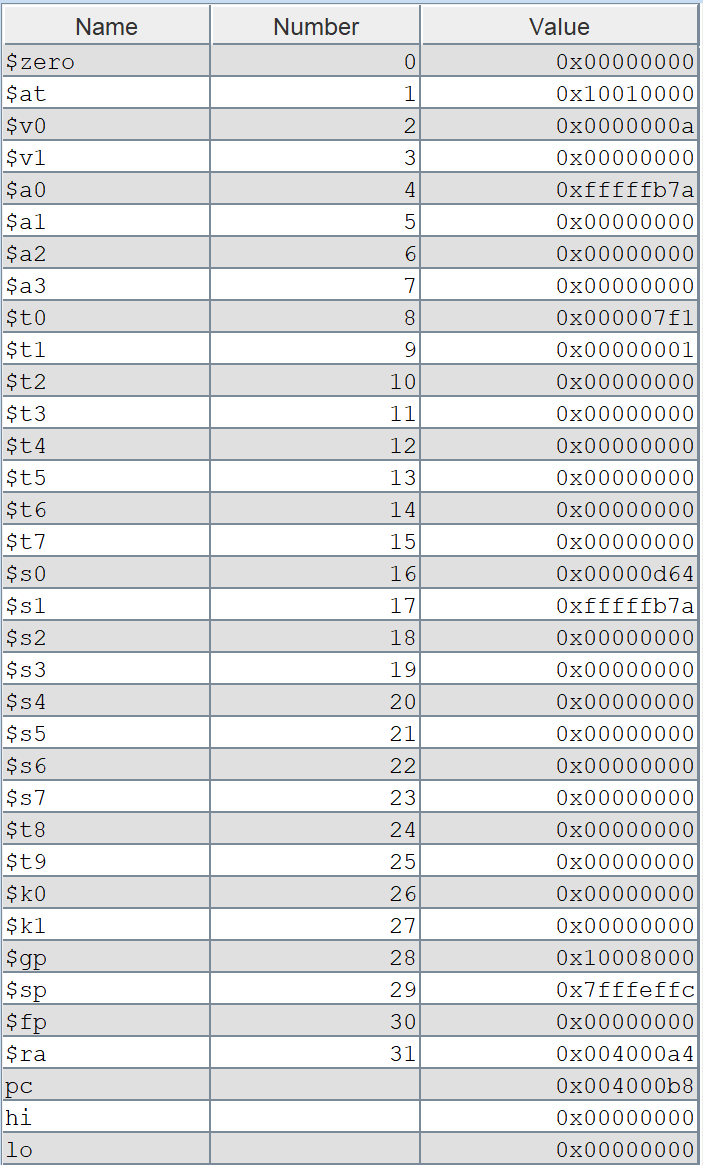 Name Number Value
$zero 0 0x00000000
$at 1 0x10010000
$v0 2 0x0000000a
$v1 3 0x00000000
$a0 4 0xfffffb7a
$a1 5 0x00000000
$a2 6 0x00000000
$a3 7 0x00000000
$t0 8 0x000007f1
$t1 9 0x00000001
$t2 10 0x00000000
$t3 11 0x00000000
$t4 12 0x00000000
$t5 13 0x00000000
$t6 14 0x00000000
$t7 15 0x00000000
$s0 16 0x00000d64
$s1 17 0xfffffb7a
$s2 18 0x00000000
$s3 19 0x00000000
$s4 20 0x00000000
$s5 21 0x00000000
$s6 22 0x00000000
$s7 23 0x00000000
$t8 24 0x00000000
$t9 25 0x00000000
$k0 26 0x00000000
$k1 27 0x00000000
$gp 28 0x10008000
$sp 29 0x7fffeffc
$fp 30 0x00000000
$ra 31 0x004000a4
pc 0x004000b8
hi 0x00000000
lo 0x00000000